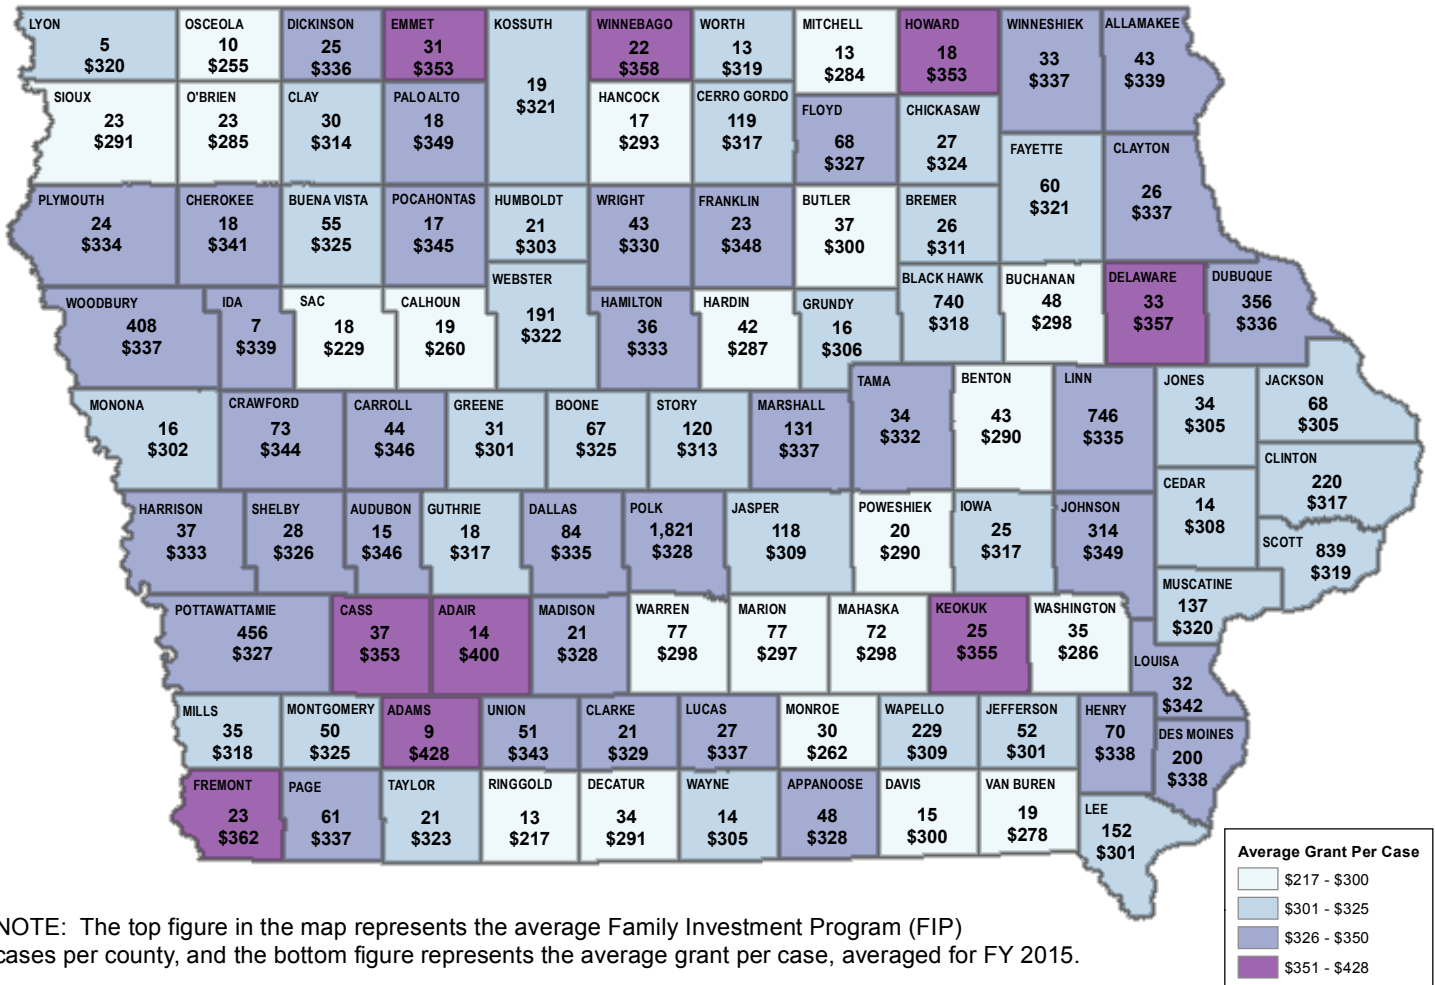 LYON
5
$320
OSCEOLA
10
$255
DICKINSON
25
$336
EMMET
31
$353
KOSSUTH
19
$321
WINNEBAGO
22
$358
WORTH
13
$319
MITCHELL
13
$284
HOWARD
18
$353
WINNESHIEK
33
$337
ALLAMAKEE
43
$339
SIOUX
23
$291
O'BRIEN
23
$285
CLAY
30
$314
PALO ALTO
18
$349
HANCOCK
17
$293
CERRO GORDO
119
$317
FLOYD
68
$327
CHICKASAW
27
$324
FAYETTE
60
$321
CLAYTON
26
$337
PLYMOUTH
24
$334
CHEROKEE
18
$341
BUENA VISTA
55
$325
POCAHONTAS
17
$345
HUMBOLDT
21
$303
WRIGHT
43
$330
FRANKLIN
23
$348
BUTLER
37
$300
BREMER
26
$311
WOODBURY
408
$337
IDA
7
$339
SAC
18
$229
CALHOUN
19
$260
WEBSTER
191
$322
HAMILTON
36
$333
HARDIN
42
$287
GRUNDY
16
$306
BLACK HAWK
740
$318
BUCHANAN
48
$298
DELAWARE
33
$357
DUBUQUE
356
$336
MONONA
16
$302
CRAWFORD
73
$344
CARROLL
44
$346
GREENE
31
$301
BOONE
67
$325
STORY
120
$313
MARSHALL
131
$337
TAMA
34
$332
BENTON
43
$290
LINN
746
$335
JONES
34
$305
JACKSON
68
$305
CLINTON
220
$317
CEDAR
14
$308
SCOTT
839
$319
HARRISON
37
$333
SHELBY
28
$326
AUDUBON
15
$346
GUTHRIE
18
$317
DALLAS
84
$335
POLK
1,821
$328
JASPER
118
$309
POWESHIEK
20
$290
IOWA
25
$317
JOHNSON
314
$349
MUSCATINE
137
$320
POTTAWATTAMIE
456
$327
CASS
37
$353
ADAIR
14
$400
MADISON
21
$328
WARREN
77
$298
MARION
77
$297
MAHASKA
72
$298
KEOKUK
25
$355
WASHINGTON
35
$286
LOUISA
32
$342
MILLS
35
$318
MONTGOMERY
50
$325
ADAMS
9
$428
UNION
51
$343
CLARKE
21
$329
LUCAS
27
$337
MONROE
30
$262
WAPELLO
229
$309
JEFFERSON
52
$301
HENRY
70
$338
DES MOINES
200
$338
FREMONT
23
$362
PAGE
61
$337
TAYLOR
21
$323
RINGGOLD
13
$217
DECATUR
34
$291
WAYNE
14
$305
APPANOOSE
48
$328
DAVIS
15
$300
VAN BUREN
19
$278
LEE
152
$301
Average Grant Per Case
$217 - $300
$301 - $325
$326 - $350
$351 - $428
NOTE: The top figure in the map represents the average Family Investment Program (FIP)
cases per county, and the bottom figure represents the average grant per case, averaged for FY 2015.